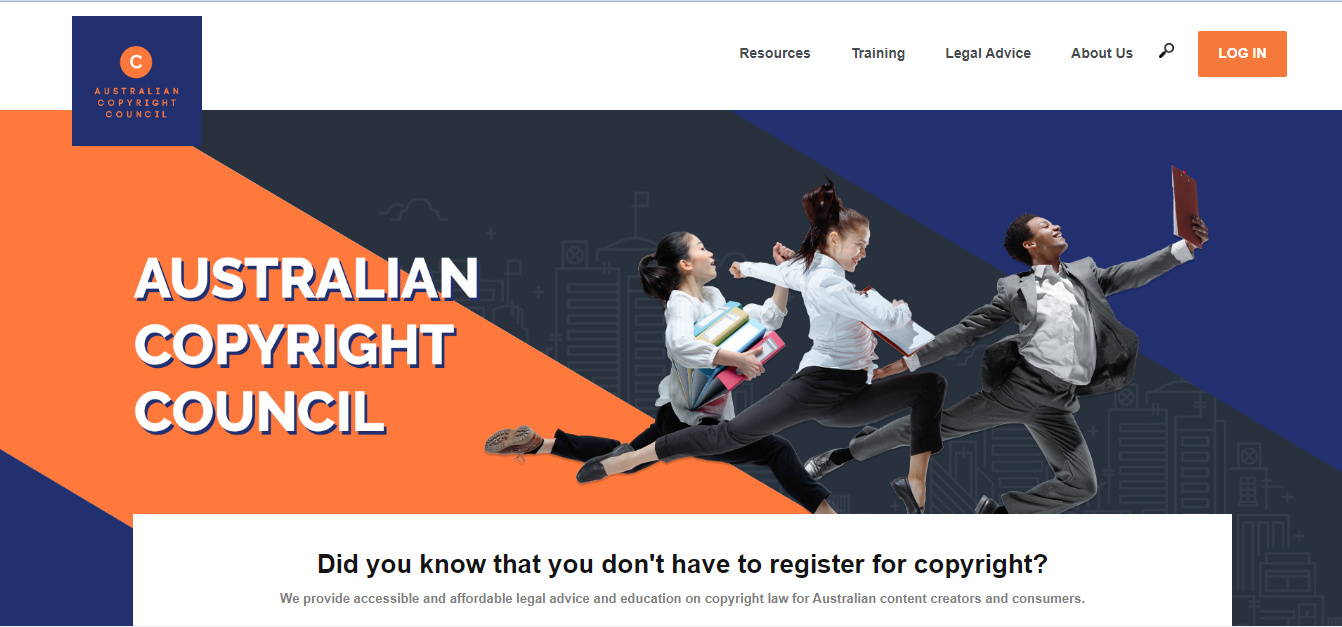 C
AUSTRALIAN
COPYRIGHT
COUNCIL
Resources Training Legal Advice About Us LOG IN
AUSTRALIAN
COPYRIGHT
COUNCIL
Did you know that you don't have to register for copyright?
We provide accessible and affordable legal advice and education on copyright law for Australian content creators and consumers.